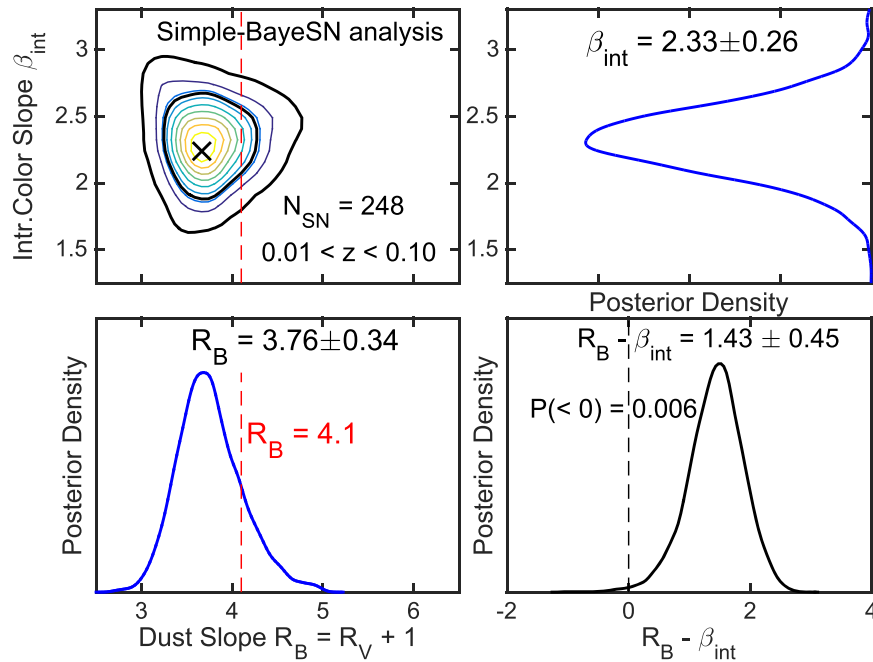 Simple-BayeSN analysis
N_SN = 248
0.01 < z < 0.10
Intr.Color Slope β_int
3
2.5
2
1.5
β_int = 2.33±0.26
3
2.5
2
1.5
Posterior Density
R_B = 3.76±0.34
R_B = 4.1
Posterior Density
3
4
5
6
Dust Slope R_B = R_V + 1
R_B - β_int = 1.43 ± 0.45
P(< 0) = 0.006
Posterior Density
-2
0
2
4
R_B - β_int